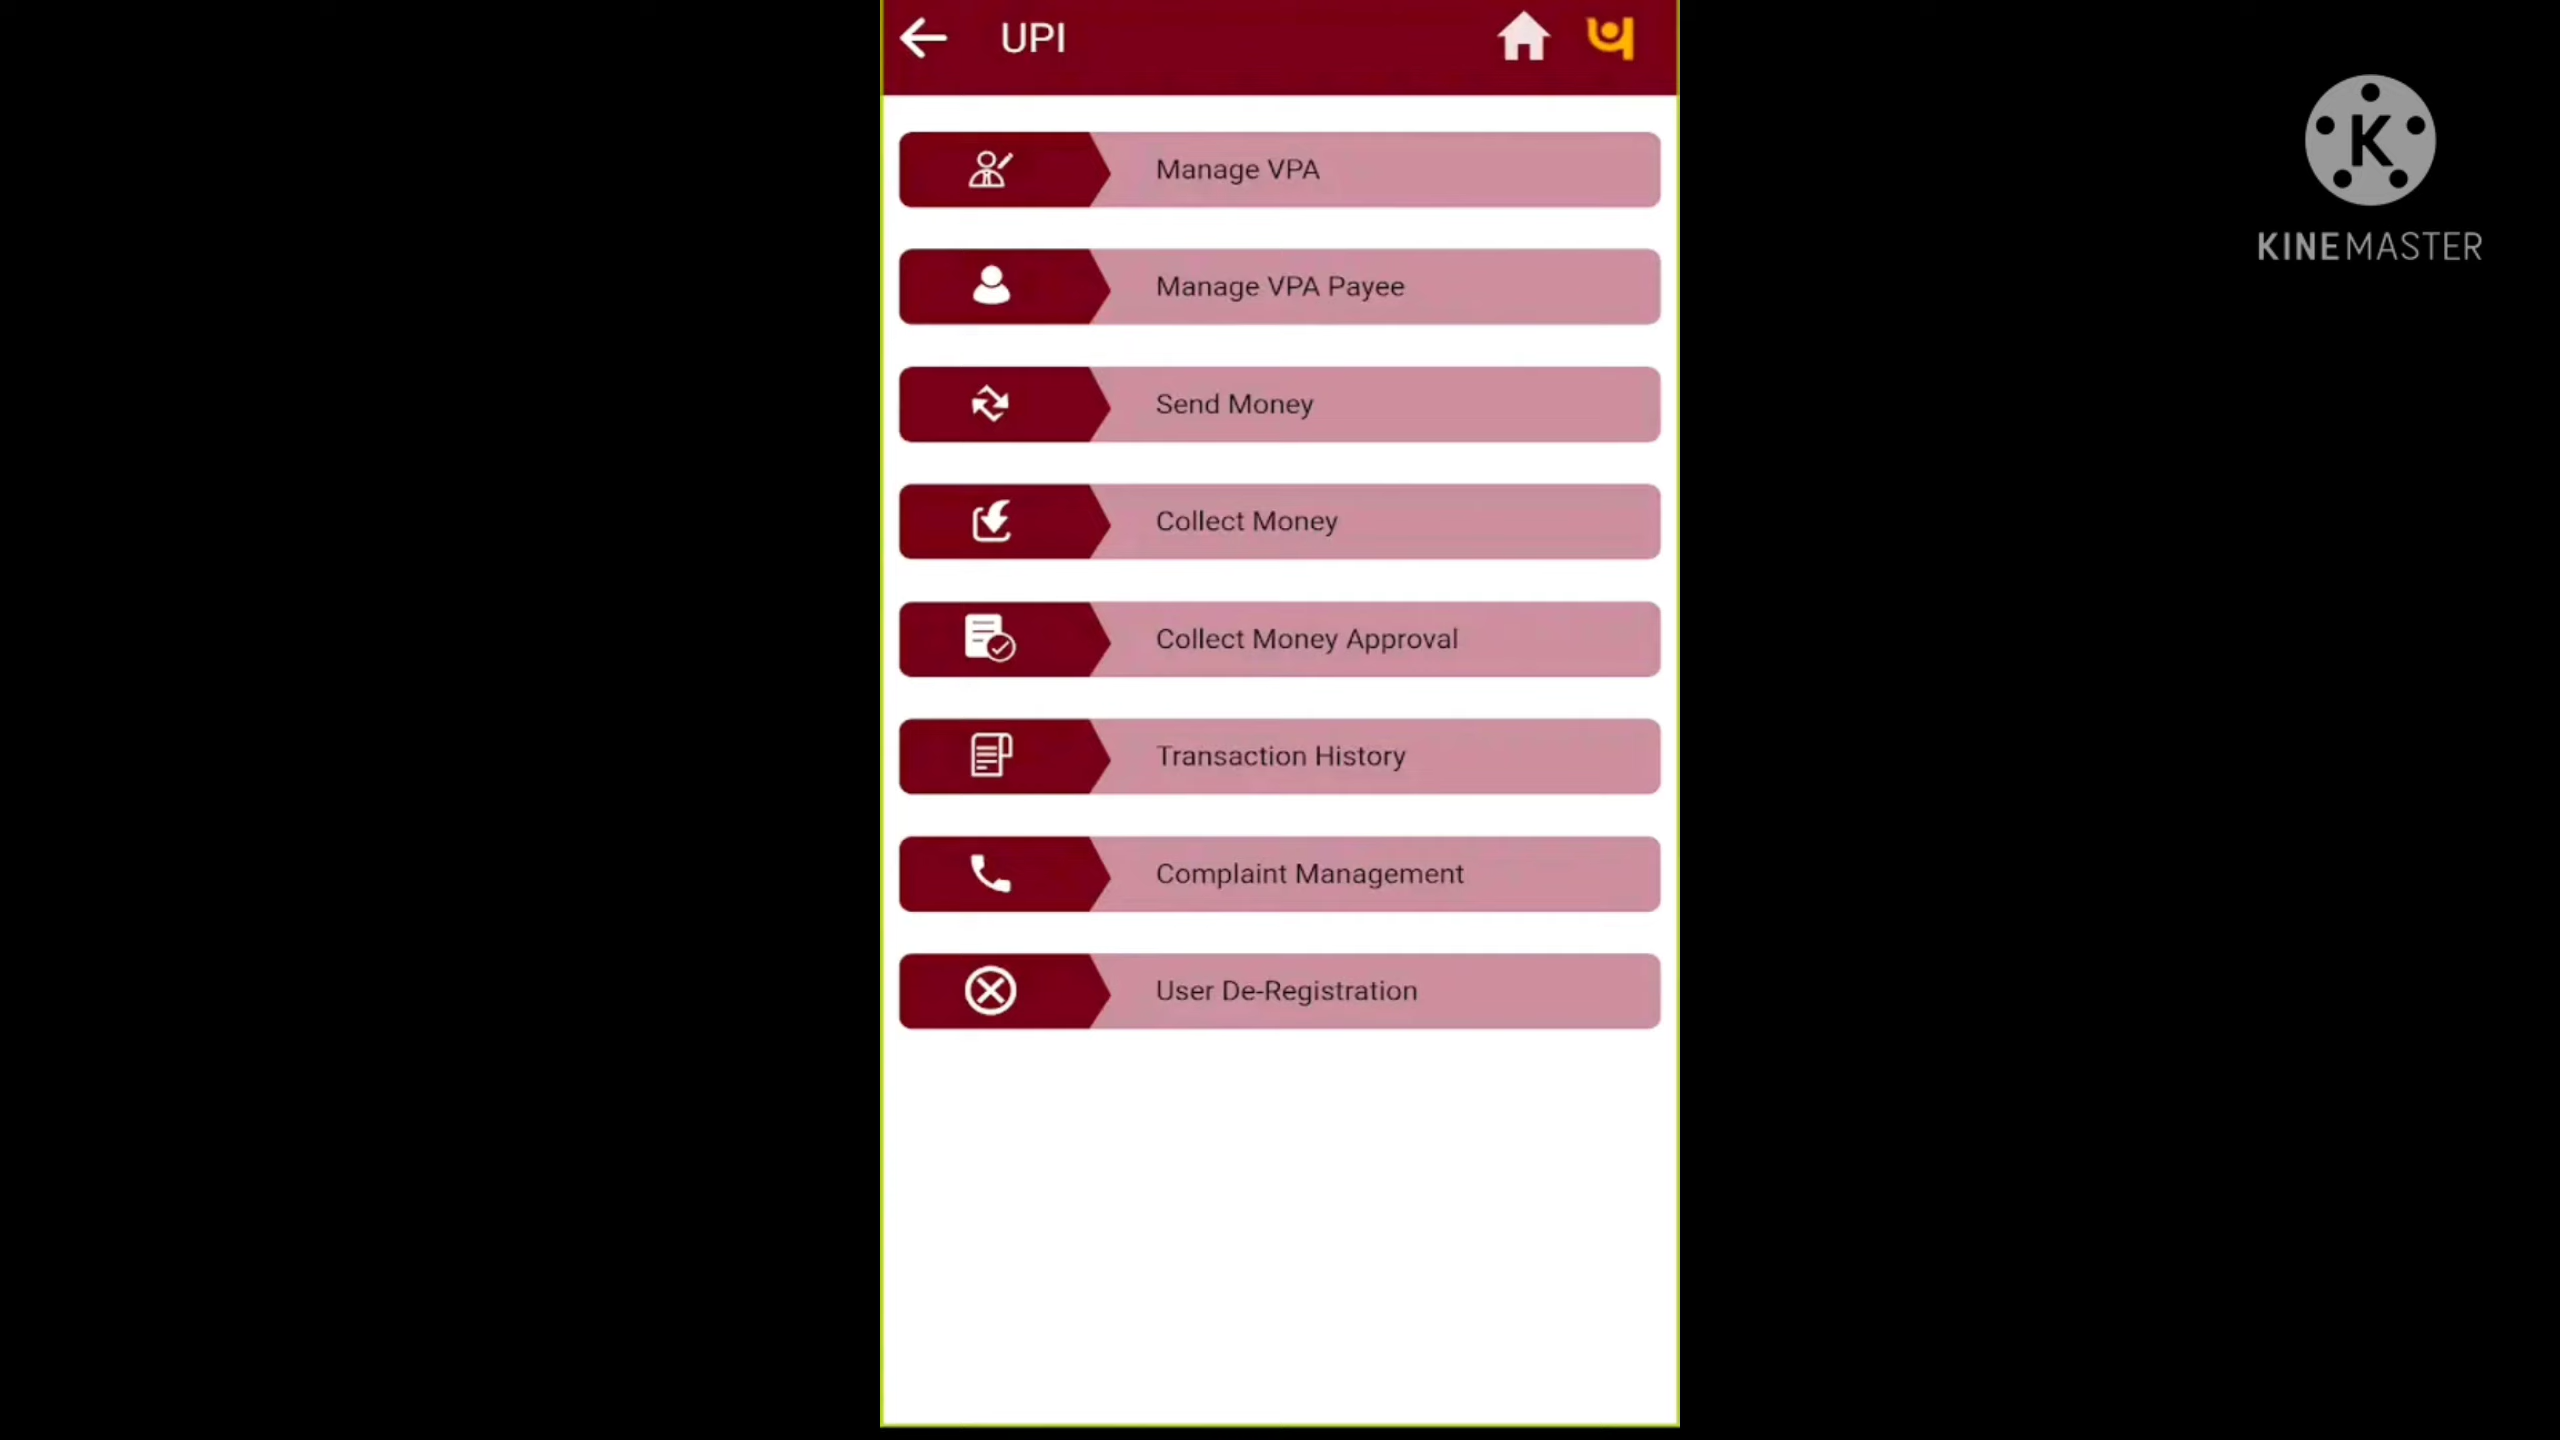 UPI
Manage VPA
Manage VPA Payee
Send Money
Collect Money
Collect Money Approval
Transaction History
Complaint Management
User De-Registration
K
KINEMASTER